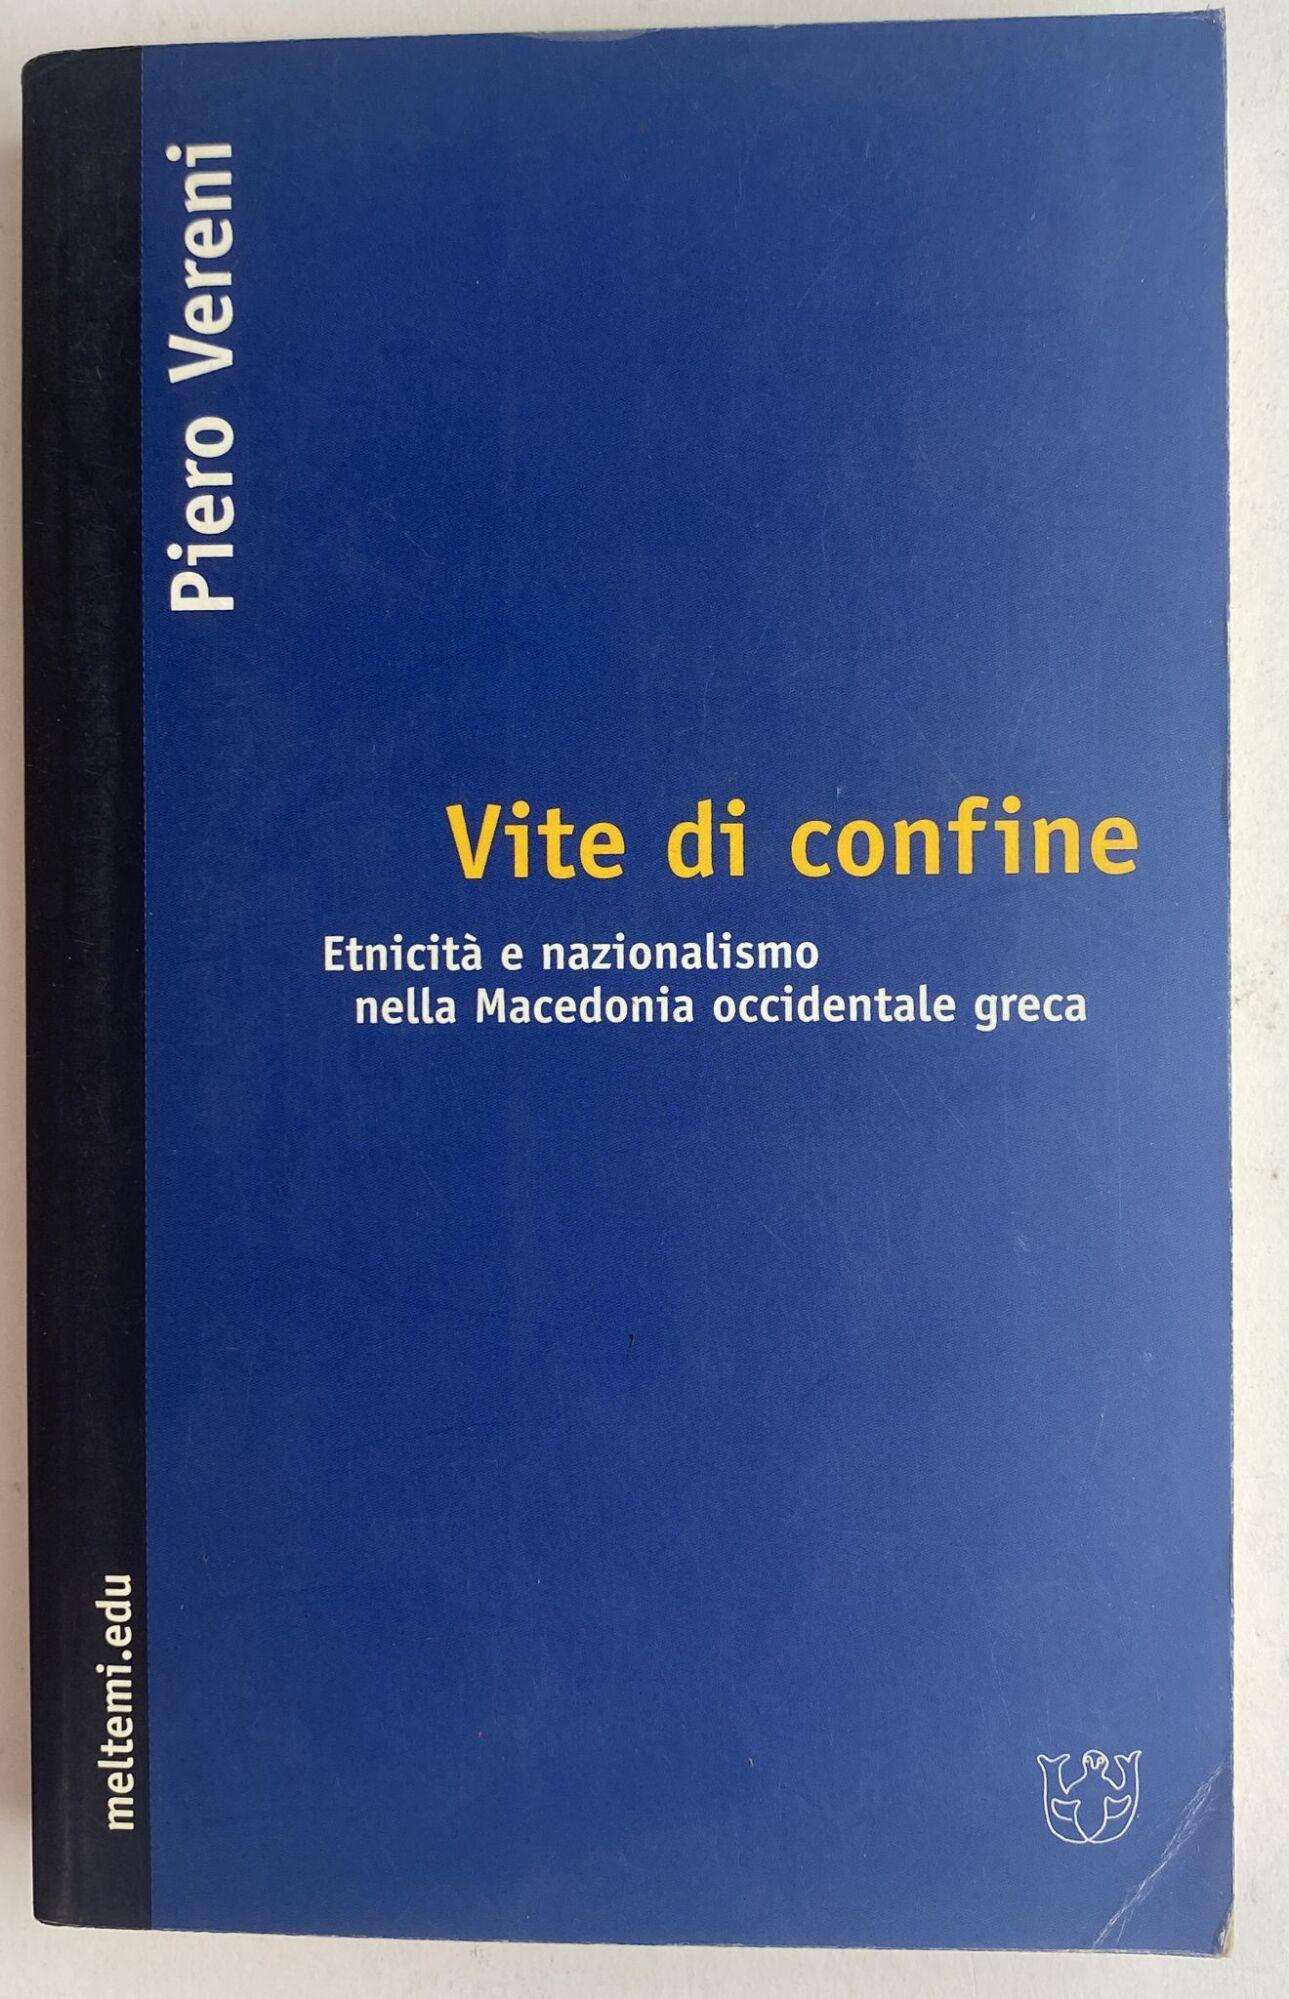 Piero Vereni
Vite di confine
Etnicità e nazionalismo
nella Macedonia occidentale greca
meltemi.edu